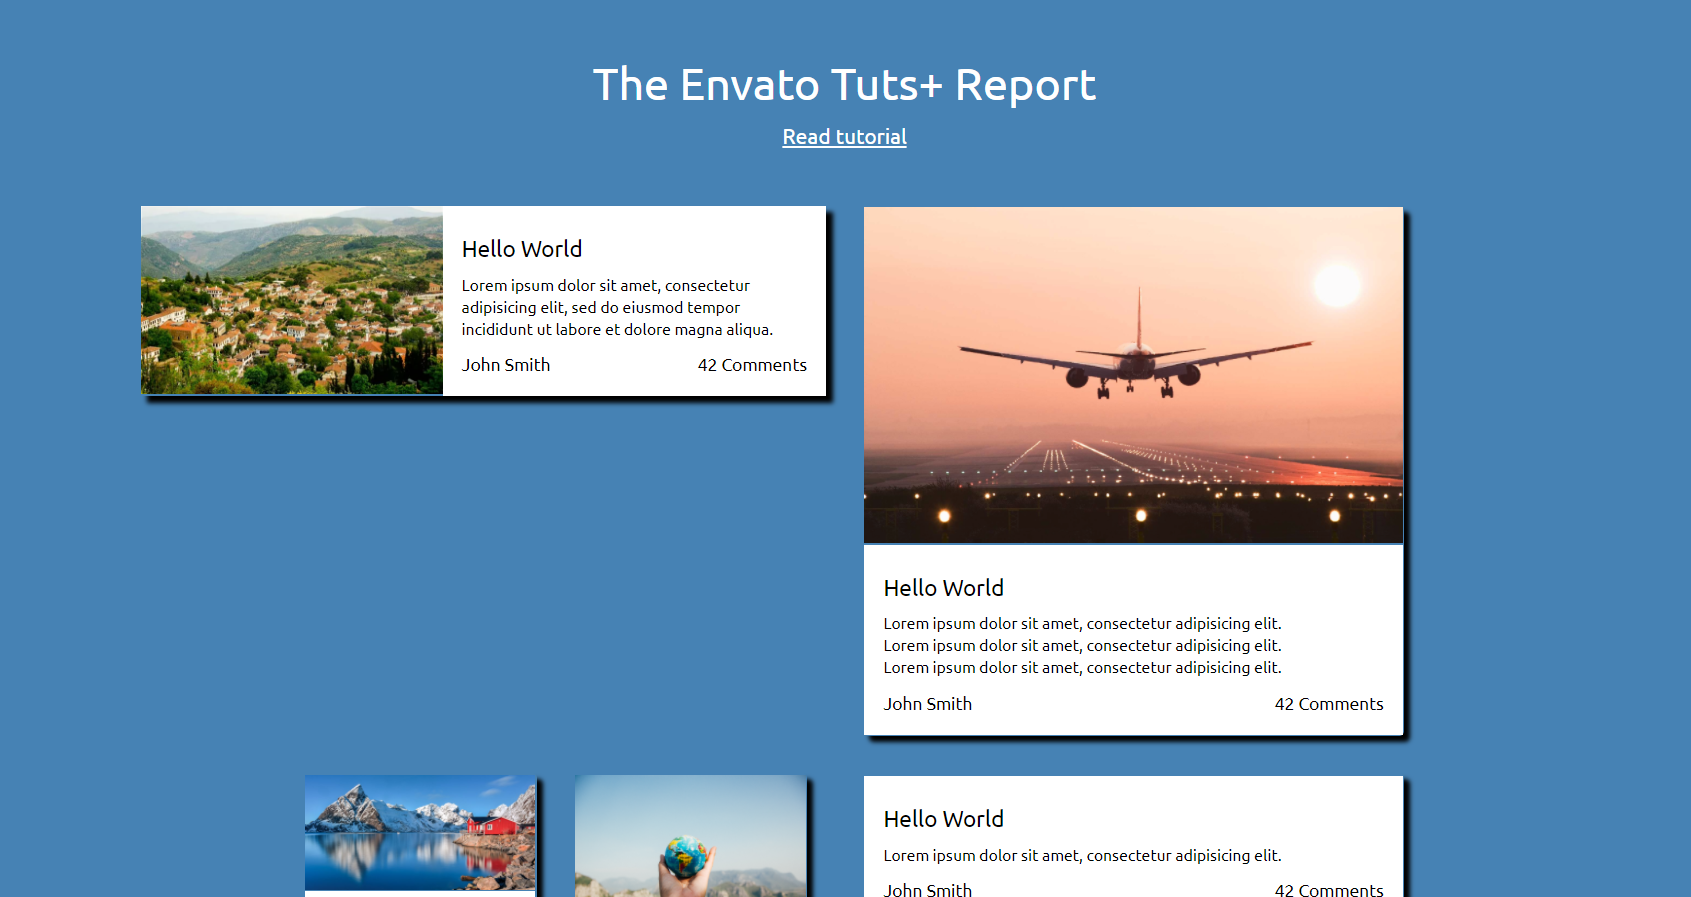 The Envato Tuts+ Report
Read tutorial
Hello World
Lorem ipsum dolor sit amet, consectetur
adipisicing elit, sed do eiusmod tempor
incididunt ut labore et dolore magna aliqua.
John Smith 42 Comments
Hello World
Lorem ipsum dolor sit amet, consectetur adipisicing elit.
Lorem ipsum dolor sit amet, consectetur adipisicing elit.
Lorem ipsum dolor sit amet, consectetur adipisicing elit.
John Smith 42 Comments
Hello World
Lorem ipsum dolor sit amet, consectetur adipisicing elit.
John Smith 42 Comments